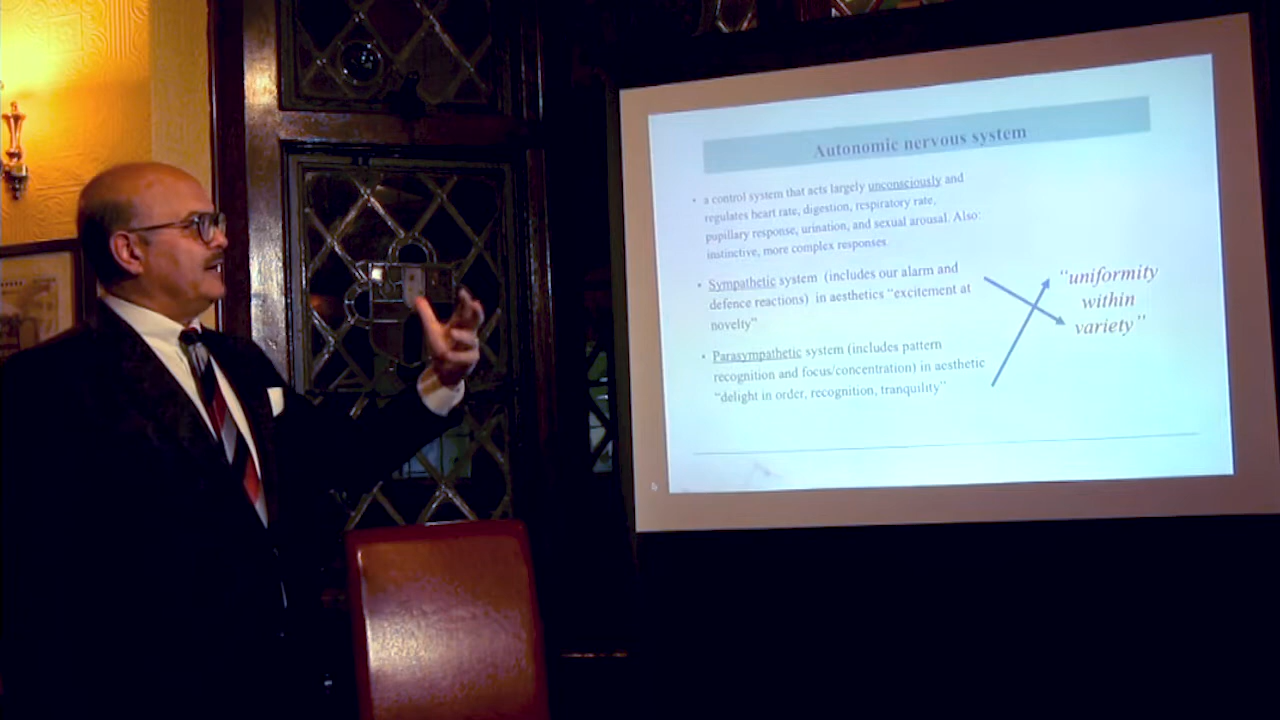 Autonomic nervous system
• a control system that acts largely unconsciously and
regulates heart rate, digestion, respiratory rate,
pupillary response, urination, and sexual arousal. Also:
instinctive, more complex responses.
• Sympathetic system (includes our alarm and
defence reactions) in aesthetics “excitement at
novelty”
• Parasympathetic system (includes pattern
recognition and focus/concentration) in aesthetic
“delight in order, recognition, tranquility”
“uniformity
within
variety”